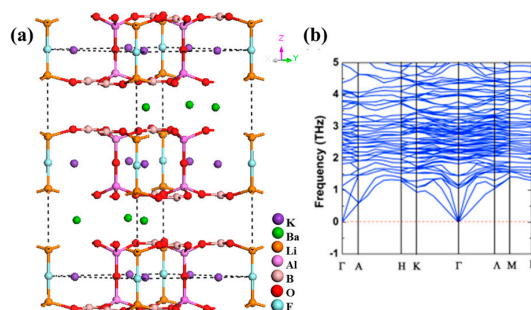 (a)
Z
Y
K
Ba
Li
Al
B
O
F
(b)
Frequency (THz)
5
4
3
2
1
0
-1
Γ A H K Γ Λ M